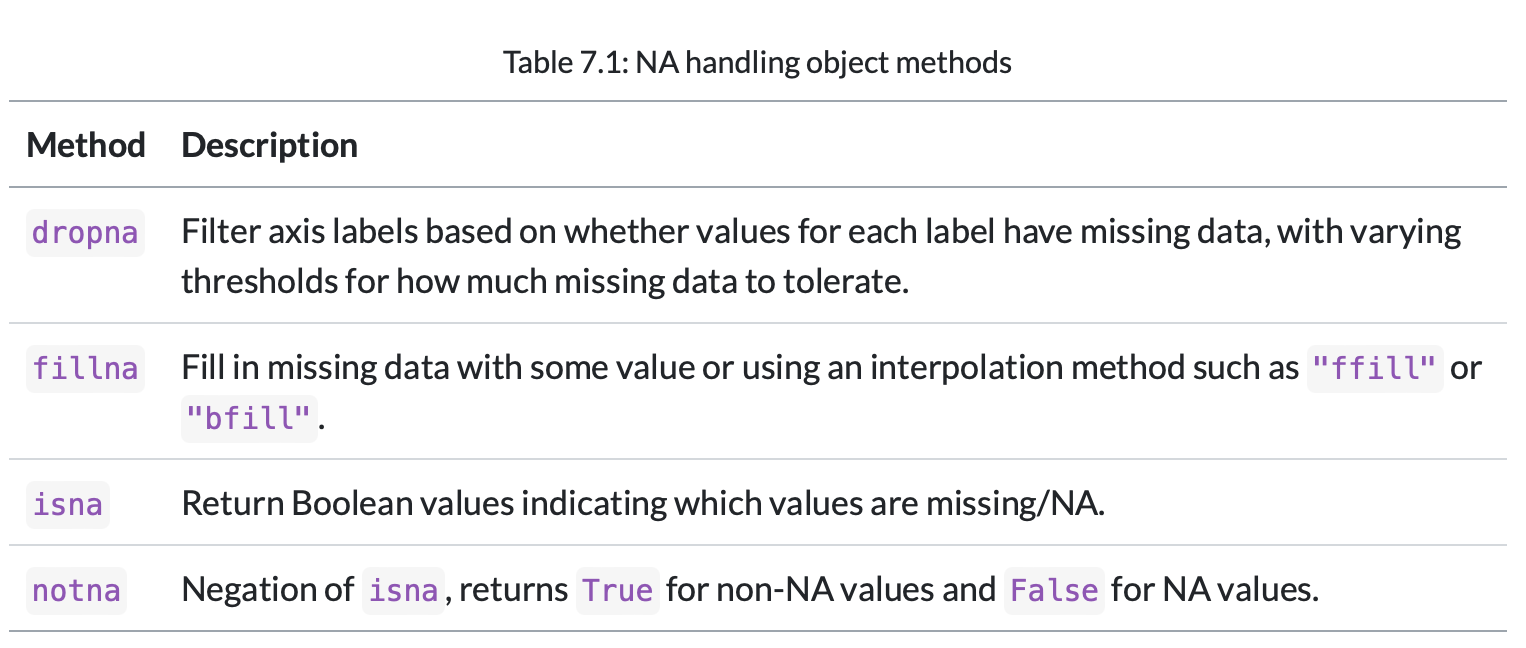 Table 7.1: NA handling object methods
Method Description
dropna Filter axis labels based on whether values for each label have missing data, with varying
thresholds for how much missing data to tolerate.
fillna Fill in missing data with some value or using an interpolation method such as "ffill" or
"bfill".
isna Return Boolean values indicating which values are missing/NA.
notna Negation of isna, returns True for non-NA values and False for NA values.